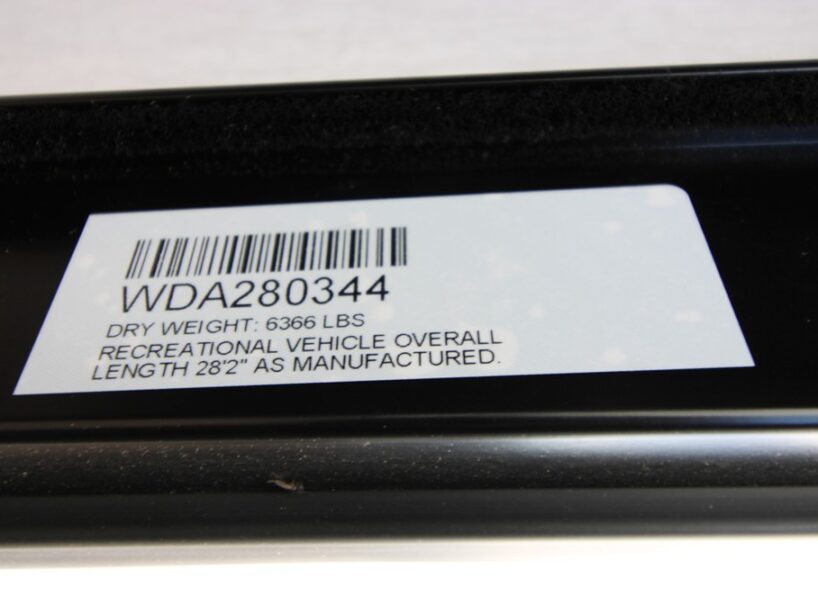 WDA280344
DRY WEIGHT: 6366 LBS
RECREATIONAL VEHICLE OVERALL
LENGTH 28'2" AS MANUFACTURED.